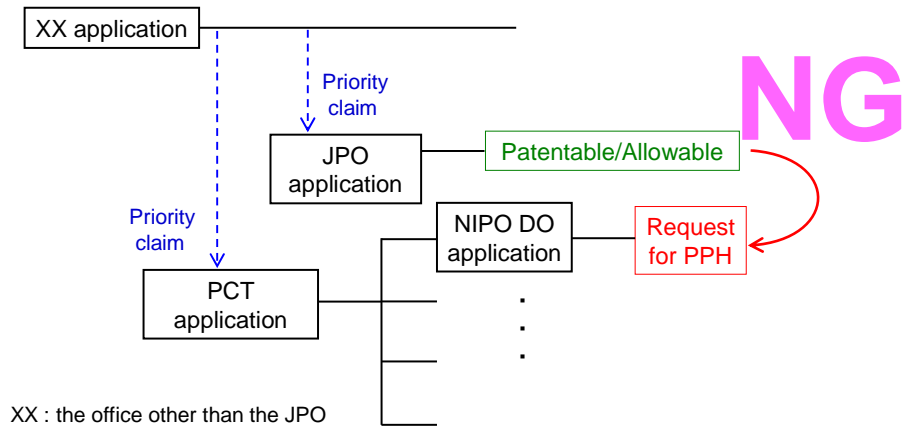 XX application
NG
Priority
claim
JPO
application
Patentable/Allowable
Priority
claim
NIPO DO
application
Request
for PPH
PCT
application
XX : the office other than the JPO